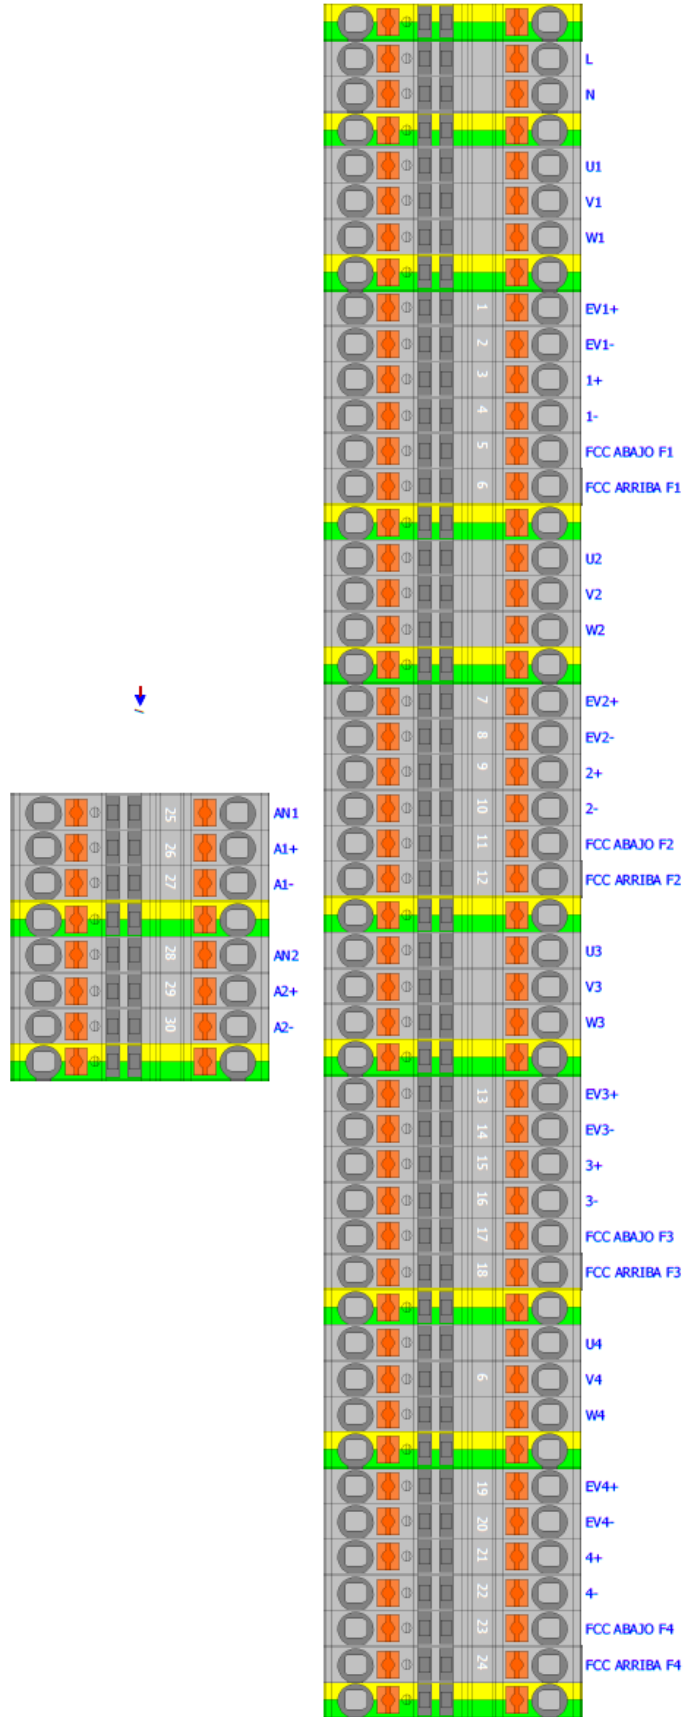 L
N
U1
V1
W1
1 EV1+
2 EV1-
3 1+
4 1-
5 FCC ABAJO F1
6 FCC ARRIBA F1
U2
V2
W2
7 EV2+
8 EV2-
9 2+
10 2-
11 FCC ABAJO F2
12 FCC ARRIBA F2
U3
V3
W3
13 EV3+
14 EV3-
15 3+
16 3-
17 FCC ABAJO F3
18 FCC ARRIBA F3
U4
6 V4
W4
19 EV4+
20 EV4-
21 4+
22 4-
23 FCC ABAJO F4
24 FCC ARRIBA F4
25 AN1
26 A1+
27 A1-
28 AN2
29 A2+
30 A2-